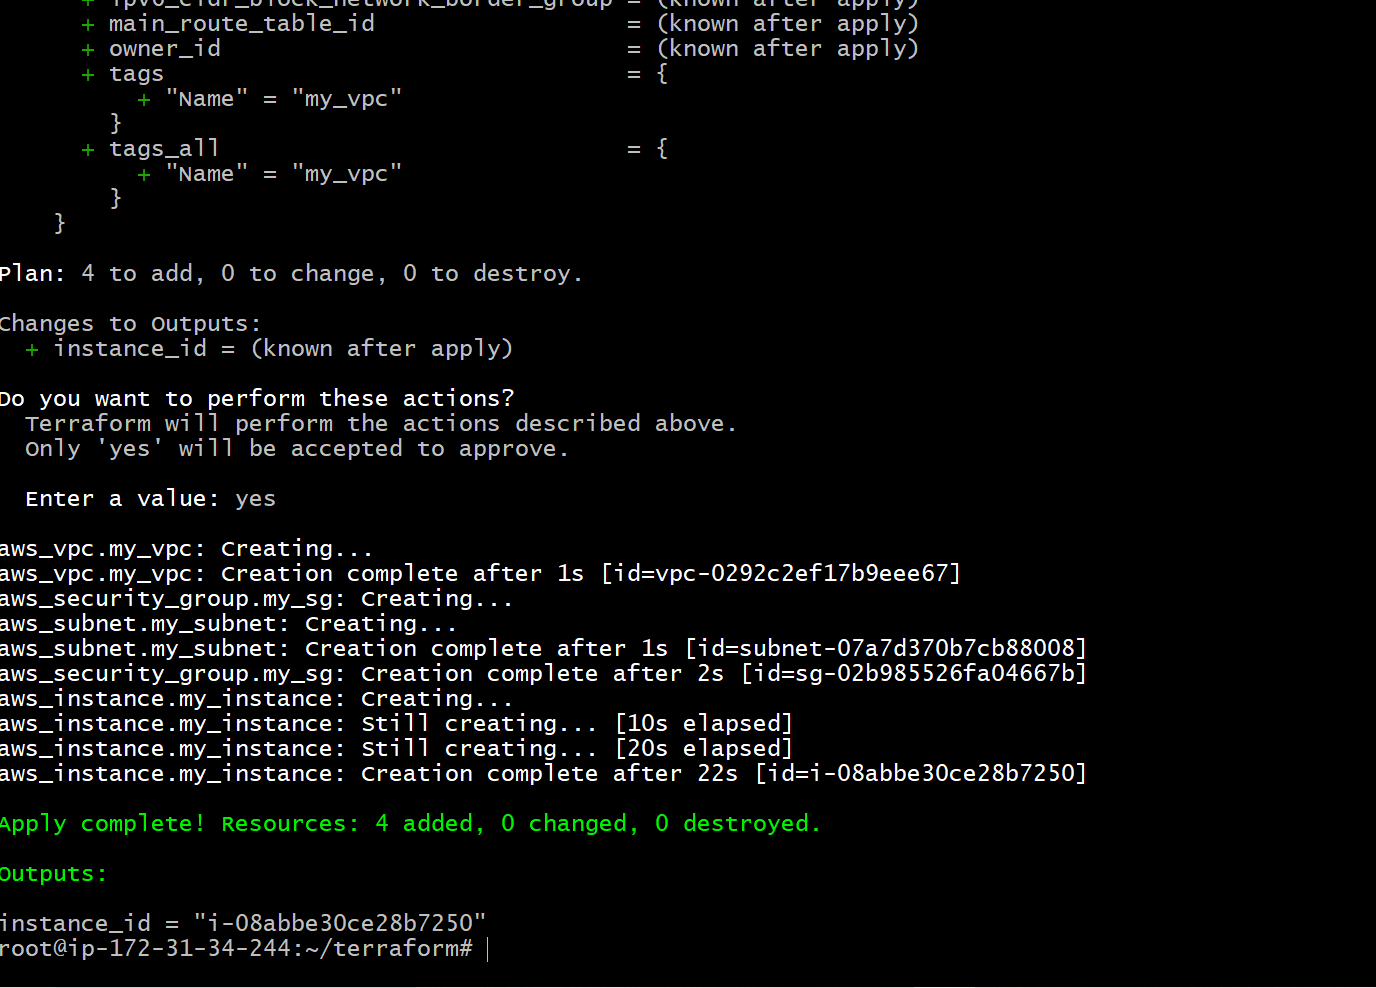 + ipv6_cidr_block_network_border_group = (known after apply)
+ main_route_table_id = (known after apply)
+ owner_id = (known after apply)
+ tags = {
+ "Name" = "my_vpc"
}
+ tags_all = {
+ "Name" = "my_vpc"
}
}
Plan: 4 to add, 0 to change, 0 to destroy.
Changes to Outputs:
+ instance_id = (known after apply)
Do you want to perform these actions?
Terraform will perform the actions described above.
Only 'yes' will be accepted to approve.
Enter a value: yes
aws_vpc.my_vpc: Creating...
aws_vpc.my_vpc: Creation complete after 1s [id=vpc-0292c2ef17b9eee67]
aws_security_group.my_sg: Creating...
aws_subnet.my_subnet: Creating...
aws_subnet.my_subnet: Creation complete after 1s [id=subnet-07a7d370b7cb88008]
aws_security_group.my_sg: Creation complete after 2s [id=sg-02b985526fa04667b]
aws_instance.my_instance: Creating...
aws_instance.my_instance: Still creating... [10s elapsed]
aws_instance.my_instance: Still creating... [20s elapsed]
aws_instance.my_instance: Creation complete after 22s [id=i-08abbe30ce28b7250]
Apply complete! Resources: 4 added, 0 changed, 0 destroyed.
Outputs:
instance_id = "i-08abbe30ce28b7250"
root@ip-172-31-34-244:~/terraform#